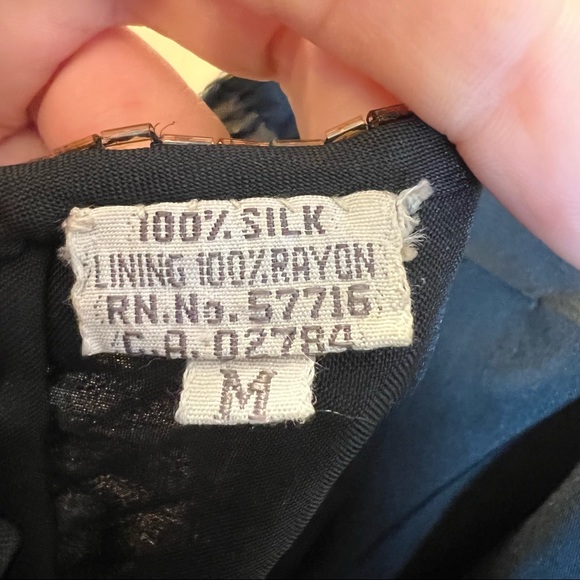 100% SILK
LINING 100% RAYON
RN.No. 57716
C.A. 02784
M